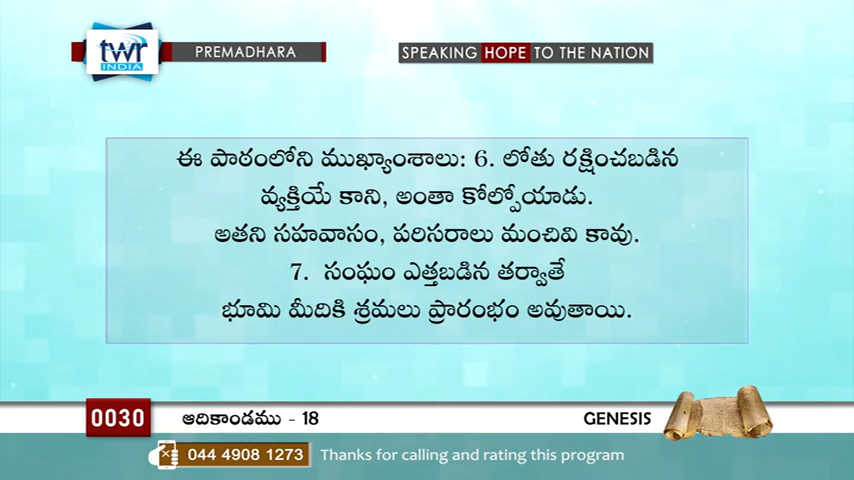 twr
INDIA
PREMADHARA
SPEAKING HOPE TO THE NATION
ఈ పాఠంలోని ముఖ్యాంశాలు: 6. లోతు రక్షించబడిన
వ్యక్తియే కాని, అంతా కోల్పోయాడు.
అతని సహవాసం, పరిసరాలు మంచివి కావు.
7. సంఘం ఎత్తబడిన తర్వాతే
భూమి మీదికి శ్రమలు ప్రారంభం అవుతాయి.
0030 ఆదికాండము - 18 GENESIS
044 4908 1273 Thanks for calling and rating this program